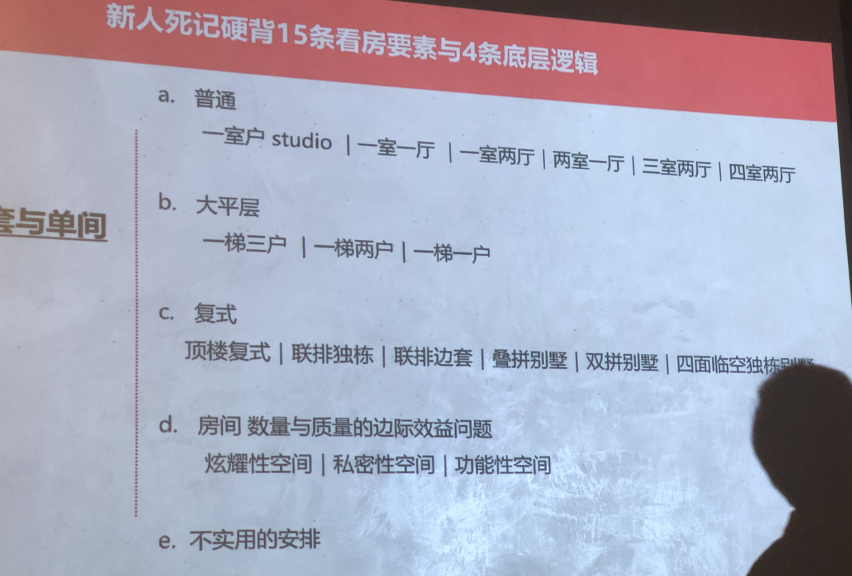 新人死记硬背15条看房要素与4条底层逻辑
a. 普通
一室户 studio | 一室一厅 | 一室两厅 | 两室一厅 | 三室两厅 | 四室两厅
套与单间
b. 大平层
一梯三户 | 一梯两户 | 一梯一户
c. 复式
顶楼复式 | 联排独栋 | 联排边套 | 叠拼别墅 | 双拼别墅 | 四面临空独栋别墅
d. 房间 数量与质量的边际效益问题
炫耀性空间 | 私密性空间 | 功能性空间
e. 不实用的安排